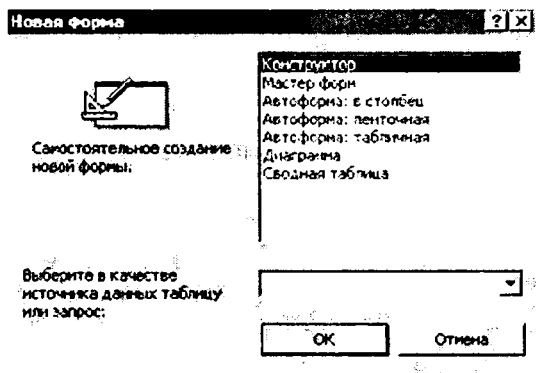 Новая форма
Конструктор
Мастер форм
Автоформа: в столбец
Автоформа: ленточная
Автоформа: табличная
Диаграмма
Сводная таблица
Самостоятельное создание
новой формы.
Выберите в качестве
источника данных таблицу
или запрос:
ОК
Отмена